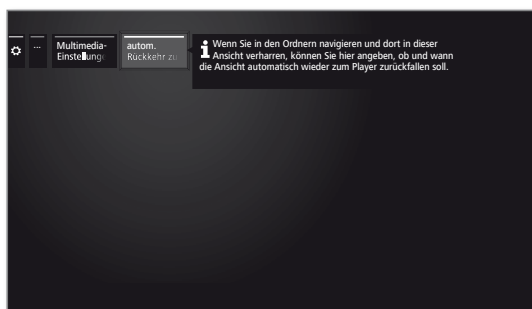 ...
Multimedia-
autom.
Rückkehr zu
Wenn Sie in den Ordnern navigieren und dort in dieser
Ansicht verharren, können Sie hier angeben, ob und wann
die Ansicht automatisch wieder zum Player zurückfallen soll.